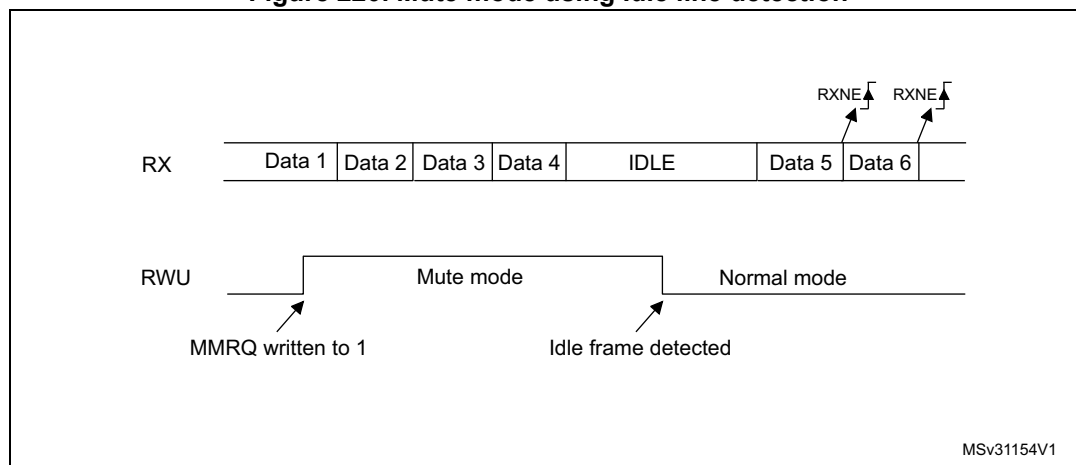 Figure 220. Mute mode using Idle line detection
RXNE RXNE
RX Data 1 Data 2 Data 3 Data 4 IDLE Data 5 Data 6
RWU Mute mode Normal mode
MMRQ written to 1 Idle frame detected
MSv31154V1